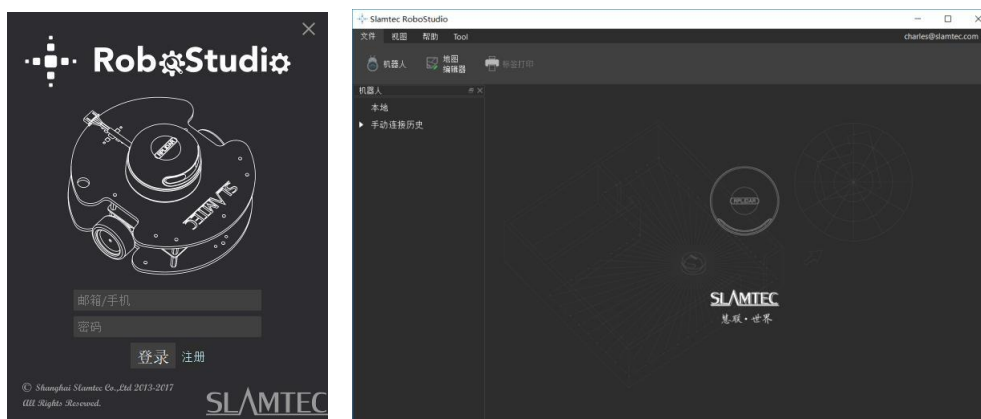 RoboStudio
RPLIDAR
SLAMTEC
邮箱/手机
密码
登录 注册
© Shanghai Slamtec Co.,Ltd 2013-2017
All Rights Reserved.
SLAMTEC
Slamtec RoboStudio
文件 视图 帮助 Tool
charles@slamtec.com
机器人
地图
编辑器
标签打印
机器人
本地
手动连接历史
RPLIDAR
SLAMTEC
慧联·世界